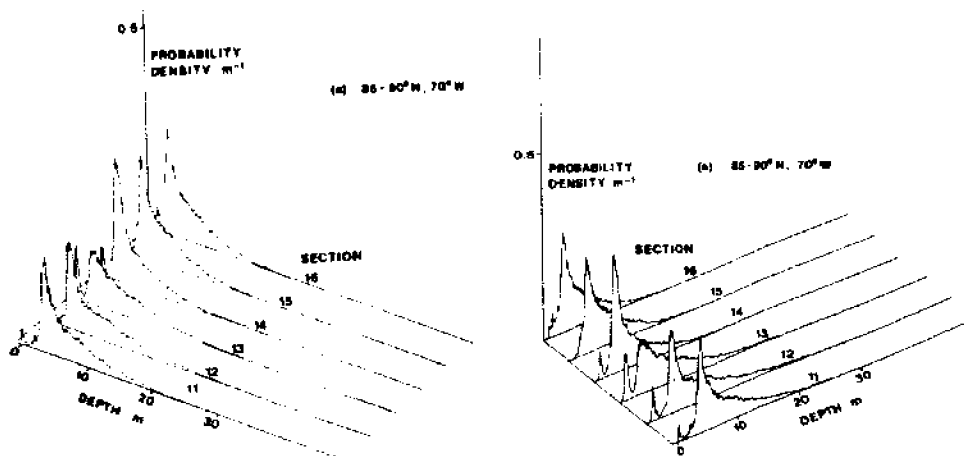 0.5
PROBABILITY
DENSITY m⁻¹
(a) 85-90°N, 70°W
SECTION
16
15
14
13
12
11
0
10
20
30
DEPTH m
0.5
PROBABILITY
DENSITY m⁻¹
(a) 85-90°N, 70°W
SECTION
16
15
14
13
12
11
0
10
20
30
DEPTH m